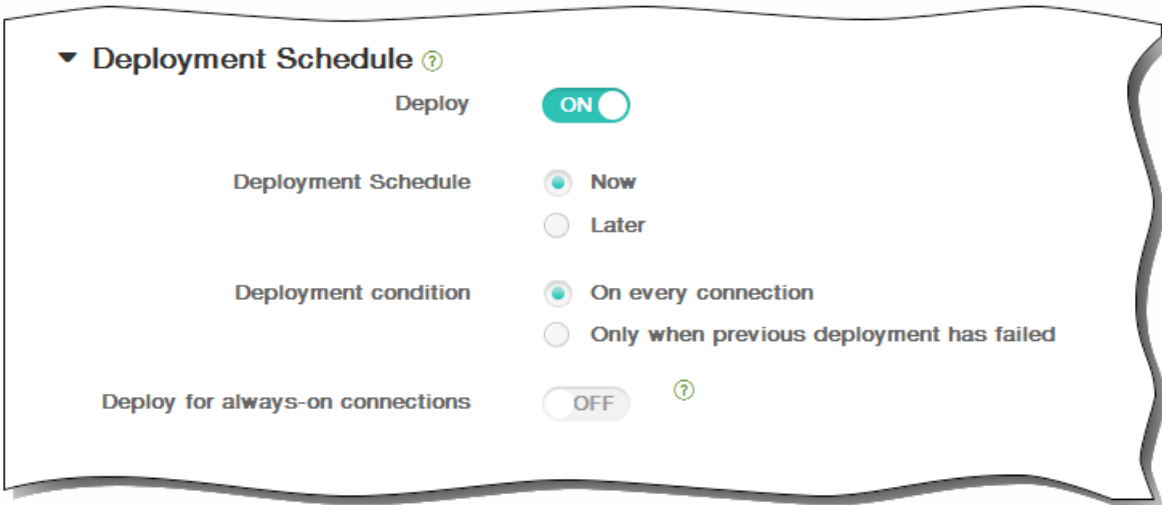 Deployment Schedule ?
Deploy ON
Deployment Schedule Now
Later
Deployment condition On every connection
Only when previous deployment has failed
Deploy for always-on connections OFF ?